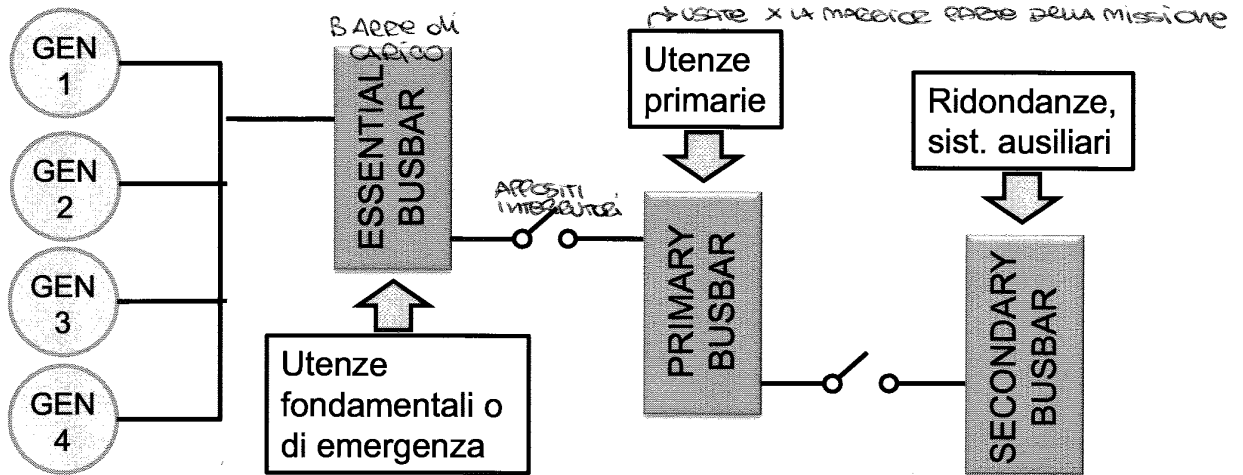 GEN
1
GEN
2
GEN
3
GEN
4
BARRE di
CARICO
ESSENTIAL
BUSBAR
Utenze
fondamentali o
di emergenza
APPOSITI
INTERRUTTORI
→ USATE X LA MAGGIOR PARTE DELLA MISSIONE
Utenze
primarie
PRIMARY
BUSBAR
Ridondanze,
sist. ausiliari
SECONDARY
BUSBAR